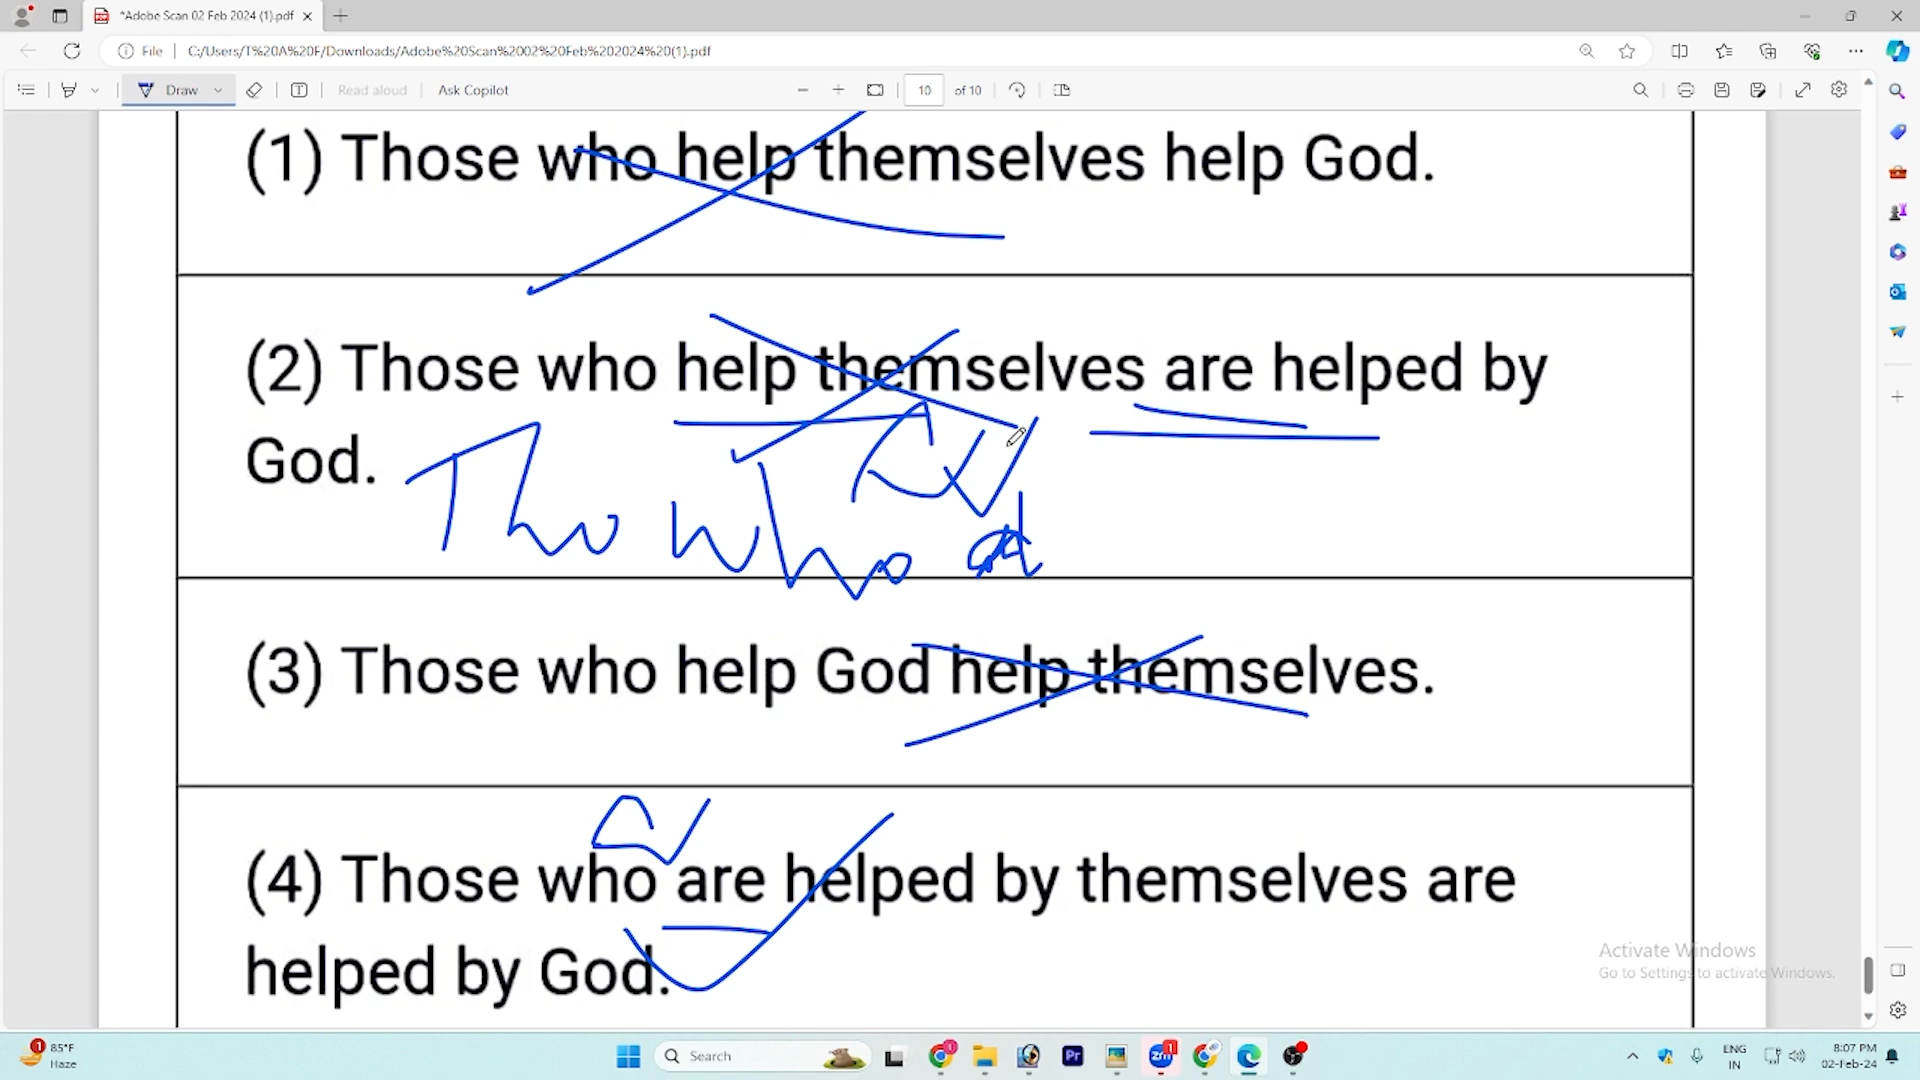 *Adobe Scan 02 Feb 2024 (1).pdf
File
C:/Users/T%20A%20F/Downloads/Adobe%20Scan%2002%20Feb%202024%20(1).pdf
Draw
Read aloud
Ask Copilot
10 of 10
(1) Those who help themselves help God.
(2) Those who help themselves are helped by
God.
Tho who
(3) Those who help God help themselves.
(4) Those who are helped by themselves are
helped by God.
Activate Windows
Go to Settings to activate Windows.
1
85°F
Haze
Search
Pr
zm
1
ENG
IN
8:07 PM
02-Feb-24